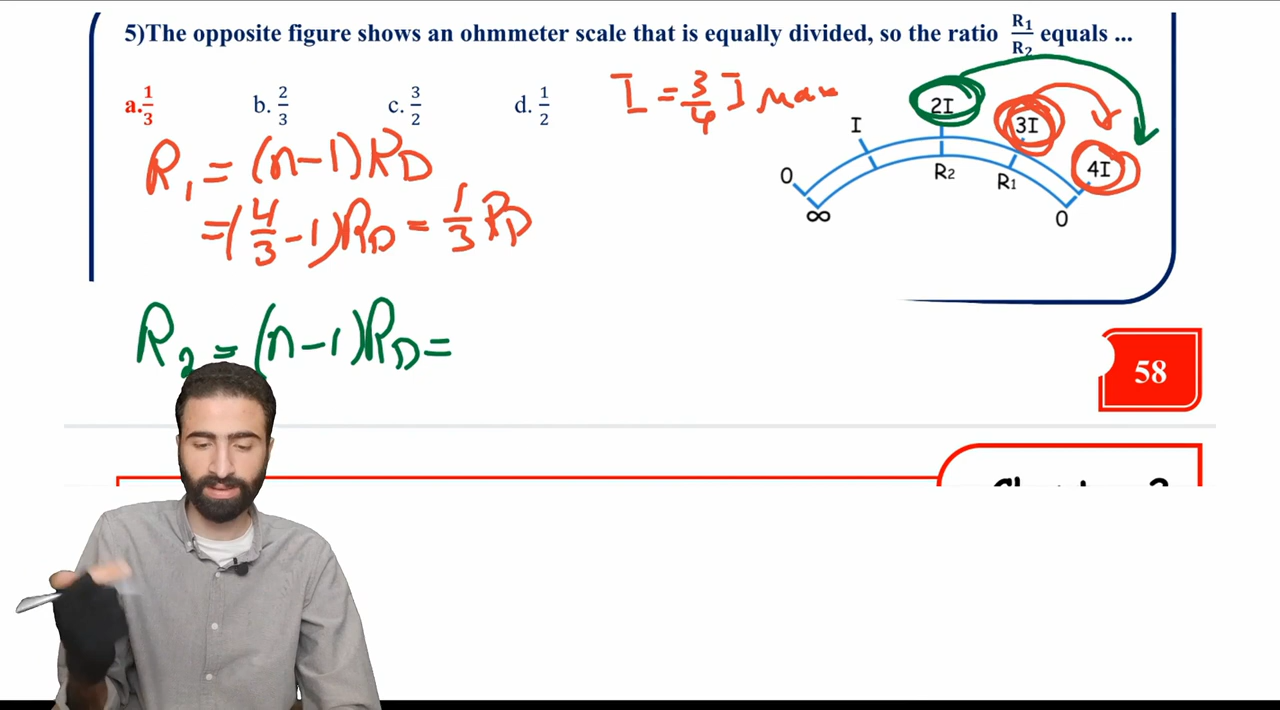 5)The opposite figure shows an ohmmeter scale that is equally divided, so the ratio R₁/R₂ equals ...
a. 1/3 b. 2/3 c. 3/2 d. 1/2
I = 3/4 I max
0 I 2I 3I 4I
∞ R₂ R₁ 0
R₁ = (n-1)RD
=(4/3-1)RD = 1/3 RD
R₂ = (n-1)RD =
58